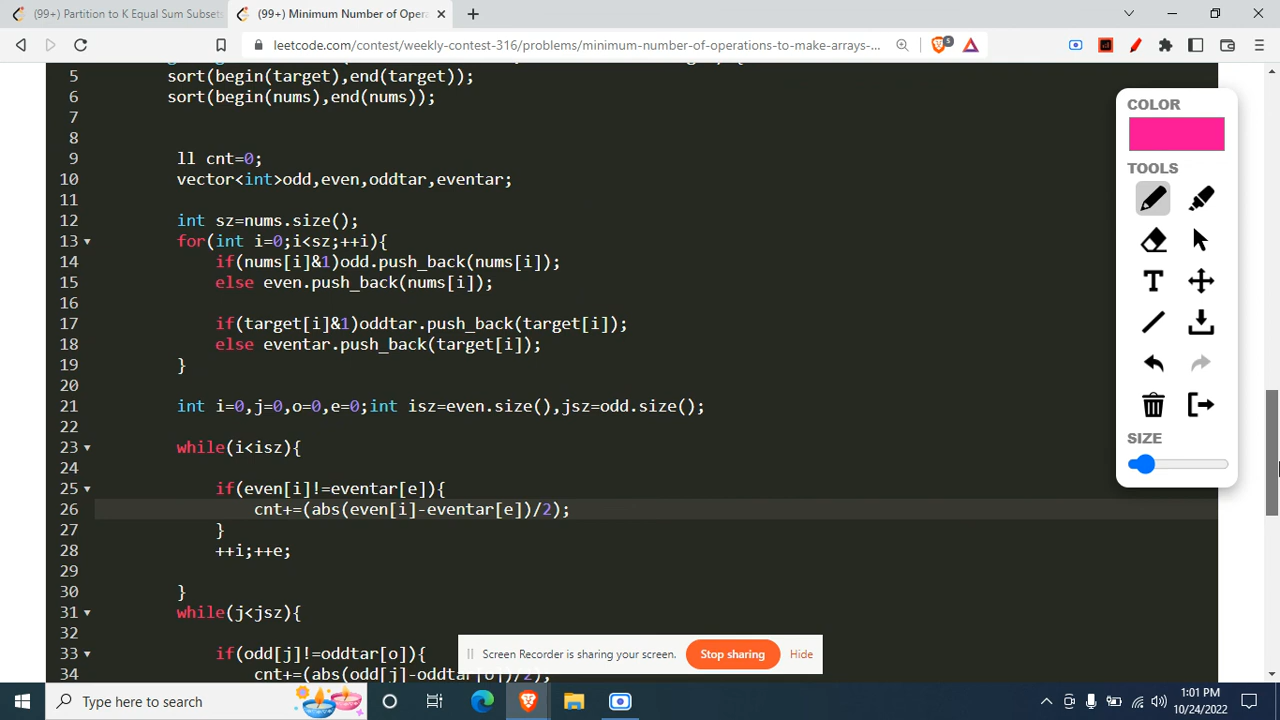 (99+) Partition to K Equal Sum Subsets
(99+) Minimum Number of Opera
leetcode.com/contest/weekly-contest-316/problems/minimum-number-of-operations-to-make-arrays-...
5
5 sort(begin(target),end(target));
6 sort(begin(nums),end(nums));
7
8
9 ll cnt=0;
10 vector<int>odd,even,oddtar,eventar;
11
12 int sz=nums.size();
13 for(int i=0;i<sz;++i){
14 if(nums[i]&1)odd.push_back(nums[i]);
15 else even.push_back(nums[i]);
16
17 if(target[i]&1)oddtar.push_back(target[i]);
18 else eventar.push_back(target[i]);
19 }
20
21 int i=0,j=0,o=0,e=0;int isz=even.size(),jsz=odd.size();
22
23 while(i<isz){
24
25 if(even[i]!=eventar[e]){
26 cnt+=(abs(even[i]-eventar[e])/2);
27 }
28 ++i;++e;
29
30 }
31 while(j<jsz){
32
33 if(odd[j]!=oddtar[o]){
34 cnt+=(abs(odd[j]-oddtar[o])/2);
COLOR
TOOLS
T
SIZE
Screen Recorder is sharing your screen.
Stop sharing
Hide
Type here to search
1:01 PM
10/24/2022